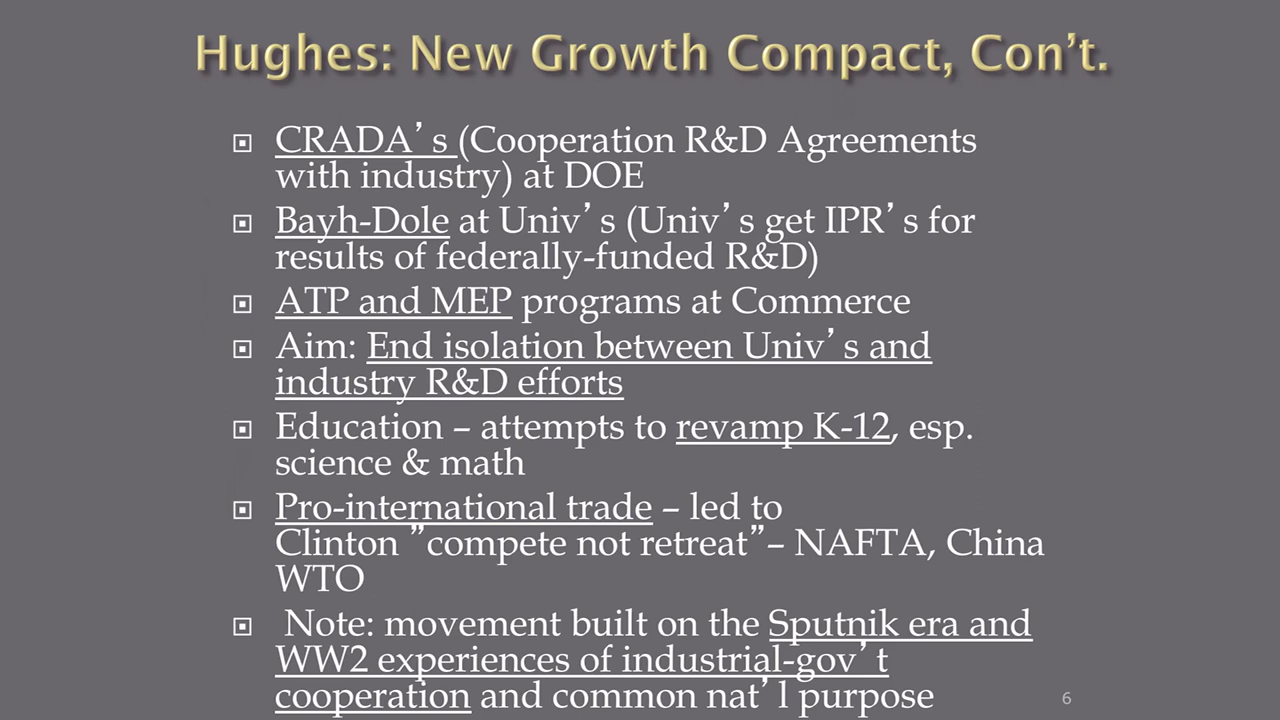 Hughes: New Growth Compact, Con’t.
CRADA’s (Cooperation R&D Agreements
with industry) at DOE
Bayh-Dole at Univ’s (Univ’s get IPR’s for
results of federally-funded R&D)
ATP and MEP programs at Commerce
Aim: End isolation between Univ’s and
industry R&D efforts
Education – attempts to revamp K-12, esp.
science & math
Pro-international trade – led to
Clinton ”compete not retreat”– NAFTA, China
WTO
Note: movement built on the Sputnik era and
WW2 experiences of industrial-gov’t
cooperation and common nat’l purpose
6